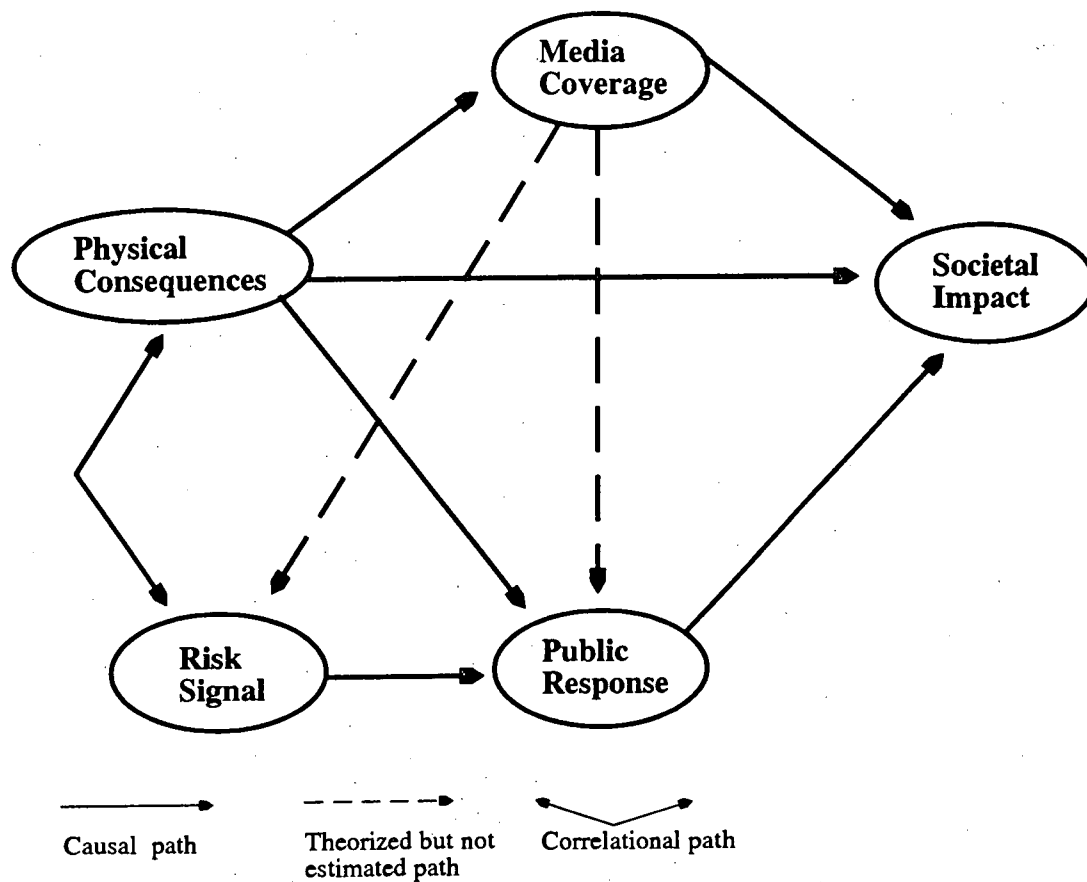 Media
Coverage
Physical
Consequences
Societal
Impact
Risk
Signal
Public
Response
Causal path
Theorized but not
estimated path
Correlational path